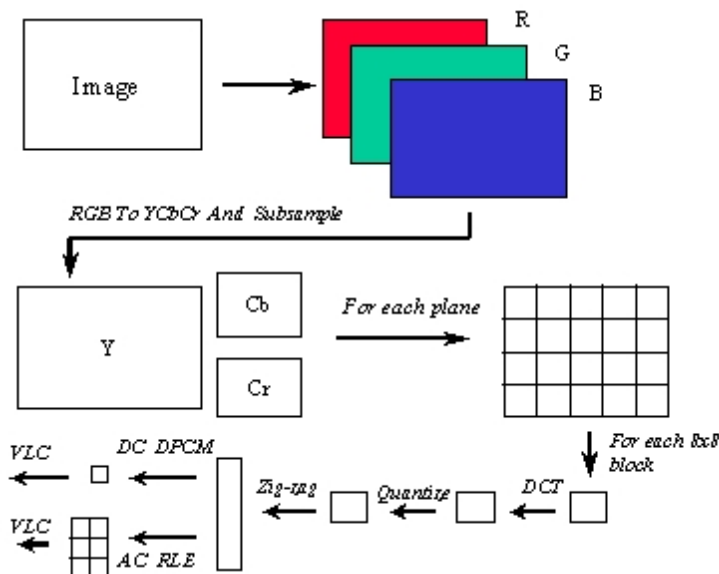 R
G
Image
B
RGB To YCbCr And Subsample
Cb
For each plane
Y
Cr
For each 8x8
block
VLC
DC DPCM
Zig-zag
Quantize
DCT
VLC
AC RLE